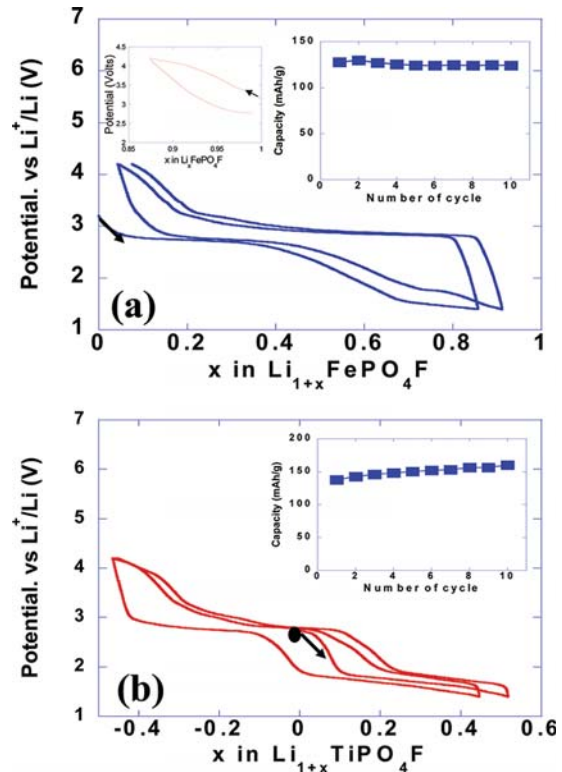 7
6
5
4
3
2
1
Potential. vs Li+/Li (V)
4.5
4
3.5
3
2.5
2
Potential (Volts)
0.85 0.9 0.95 1
x in LixFePO4F
150
100
50
0
Capacity (mAh/g)
0 2 4 6 8 10
Number of cycle
(a)
0 0.2 0.4 0.6 0.8 1
x in Li1+xFePO4F
7
6
5
4
3
2
1
Potential. vs Li+/Li (V)
200
150
100
50
0
Capacity (mAh/g)
0 2 4 6 8 10
Number of cycle
(b)
-0.4 -0.2 0 0.2 0.4 0.6
x in Li1+xTiPO4F